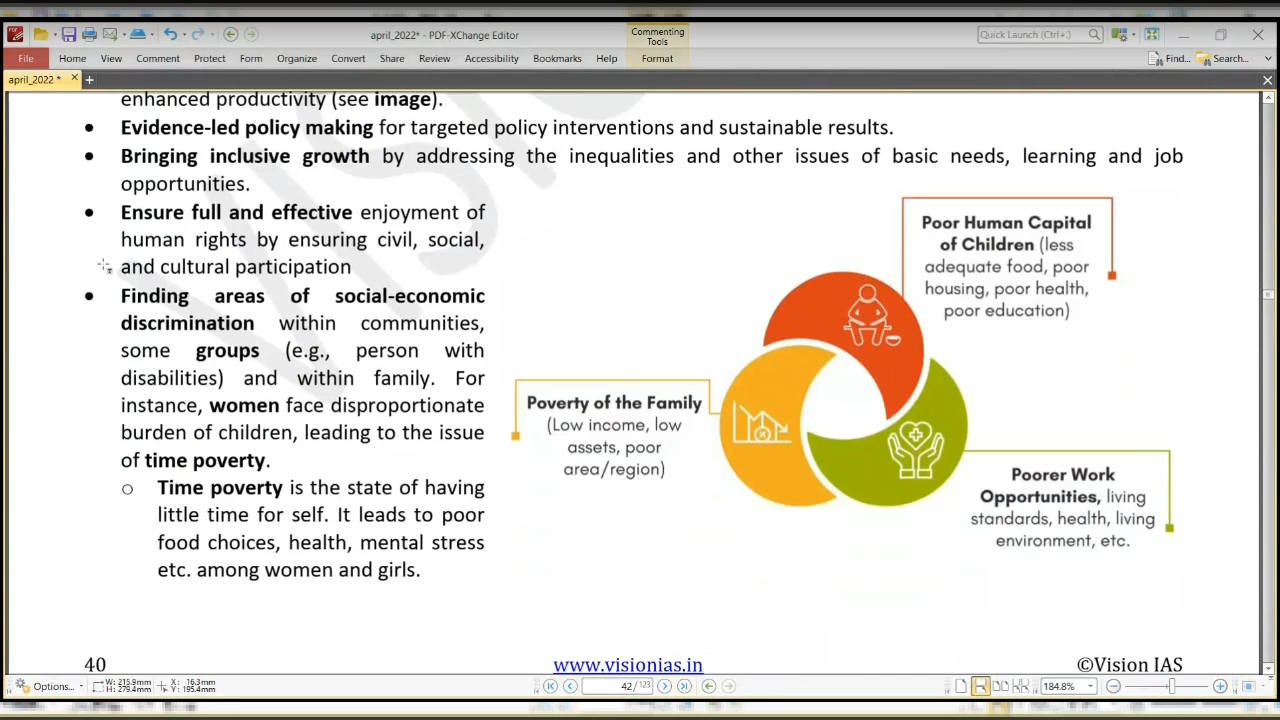 april_2022* - PDF-XChange Editor
Commenting
Tools
Quick Launch (Ctrl+.)
File Home View Comment Protect Form Organize Convert Share Review Accessibility Bookmarks Help Format
Find... Search...
april_2022 *
enhanced productivity (see image).
• Evidence-led policy making for targeted policy interventions and sustainable results.
• Bringing inclusive growth by addressing the inequalities and other issues of basic needs, learning and job
opportunities.
• Ensure full and effective enjoyment of
human rights by ensuring civil, social,
and cultural participation
• Finding areas of social-economic
discrimination within communities,
some groups (e.g., person with
disabilities) and within family. For
instance, women face disproportionate
burden of children, leading to the issue
of time poverty.
o Time poverty is the state of having
little time for self. It leads to poor
food choices, health, mental stress
etc. among women and girls.
Poor Human Capital
of Children (less
adequate food, poor
housing, poor health,
poor education)
Poverty of the Family
(Low income, low
assets, poor
area/region)
Poorer Work
Opportunities, living
standards, health, living
environment, etc.
40
www.visionias.in
©Vision IAS
Options...
W: 215.9mm
H: 279.4mm
X: 16.3mm
Y: 195.4mm
42 / 123
184.8%